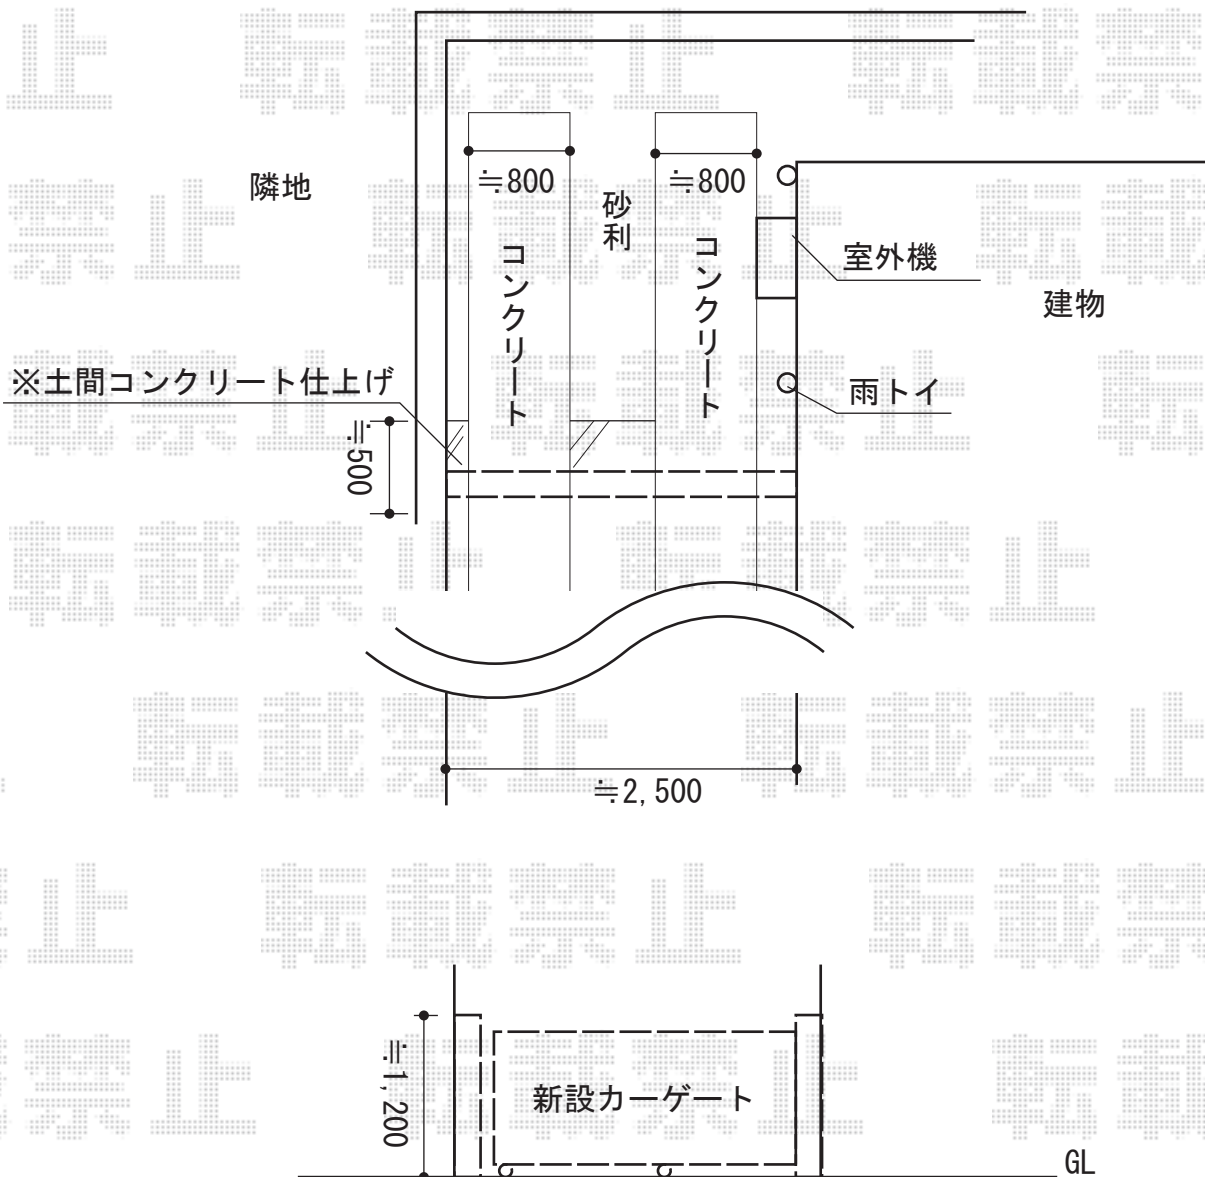 転載禁止
隣地
≒800
≒800
砂利
コンクリート
コンクリート
室外機
建物
※土間コンクリート仕上げ
雨トイ
≒500
≒2,500
≒1,200
新設カーゲート
GL